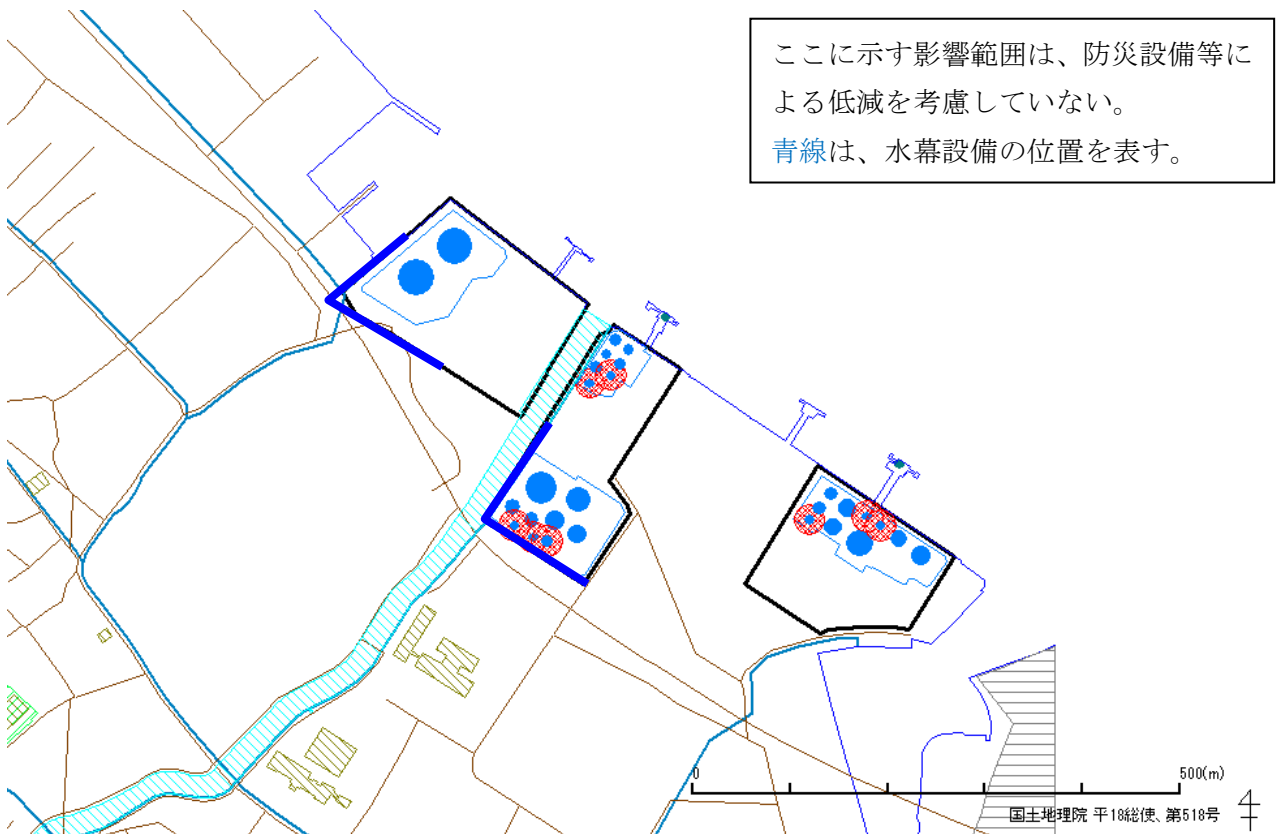 ここに示す影響範囲は、防災設備等に
よる低減を考慮していない。
青線は、水幕設備の位置を表す。
0
500(m)
国土地理院 平18総使、第518号